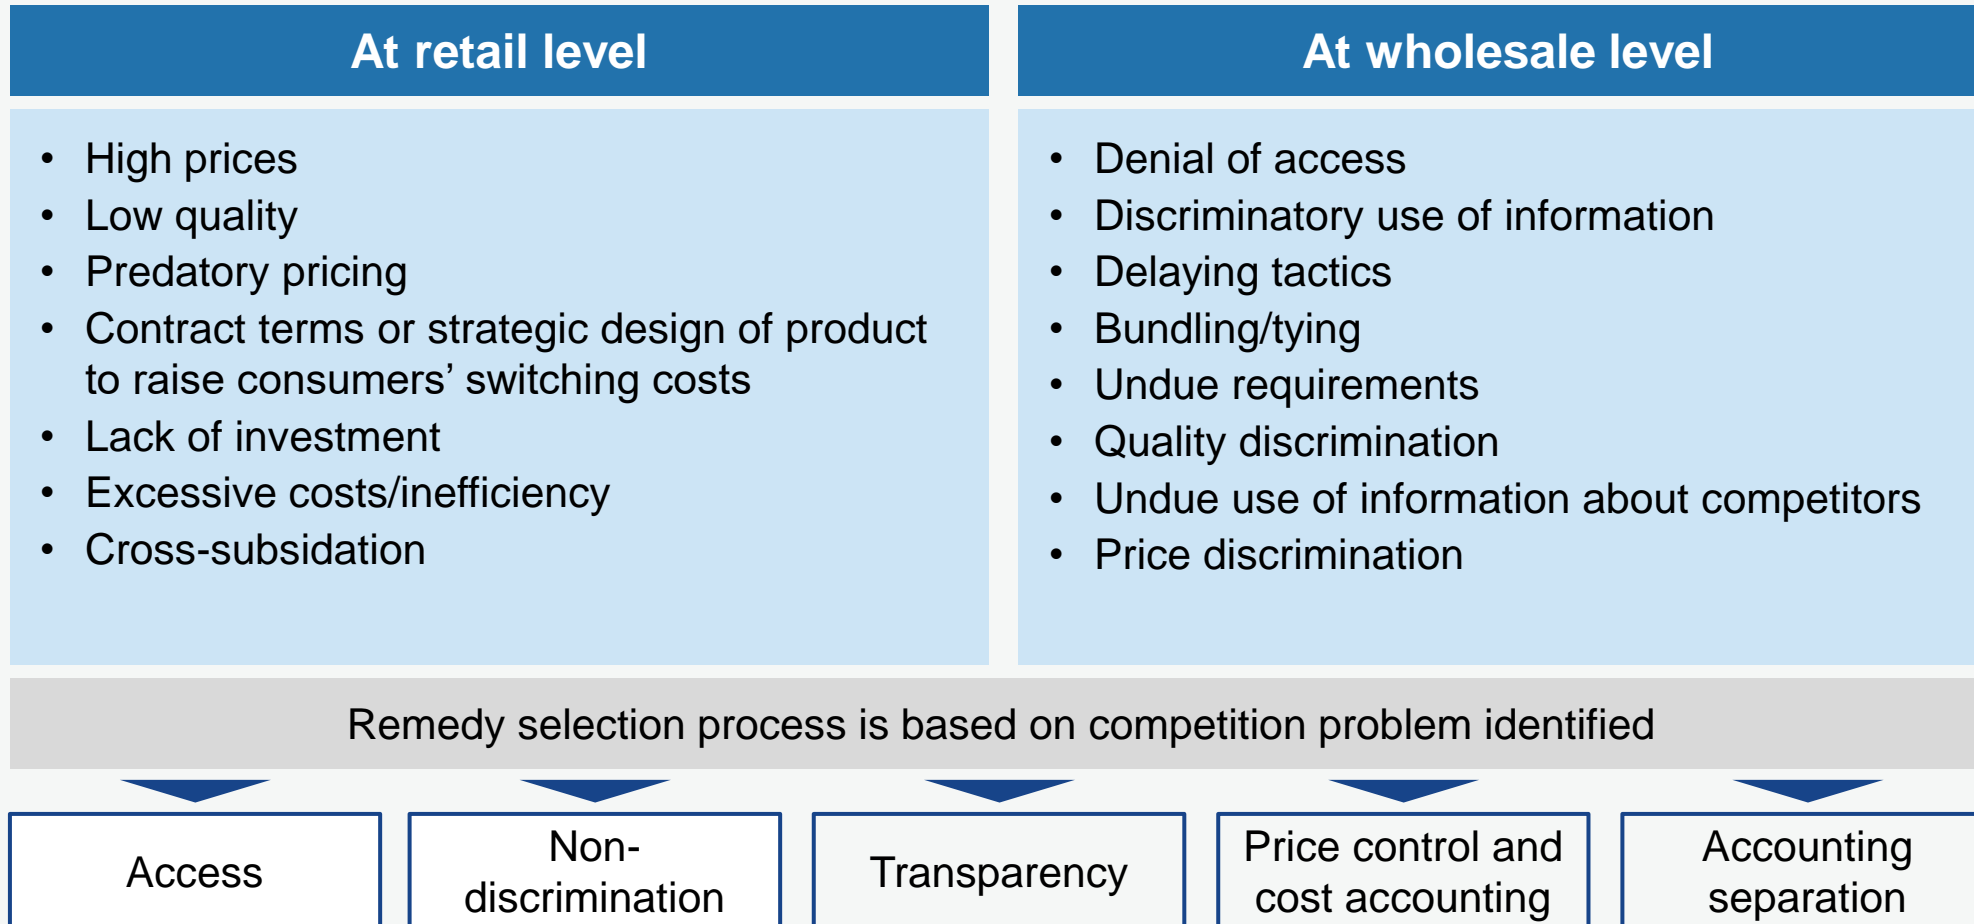 At retail level
• High prices
• Low quality
• Predatory pricing
• Contract terms or strategic design of product
to raise consumers’ switching costs
• Lack of investment
• Excessive costs/inefficiency
• Cross-subsidation
At wholesale level
• Denial of access
• Discriminatory use of information
• Delaying tactics
• Bundling/tying
• Undue requirements
• Quality discrimination
• Undue use of information about competitors
• Price discrimination
Remedy selection process is based on competition problem identified
Access
Non-
discrimination
Transparency
Price control and
cost accounting
Accounting
separation